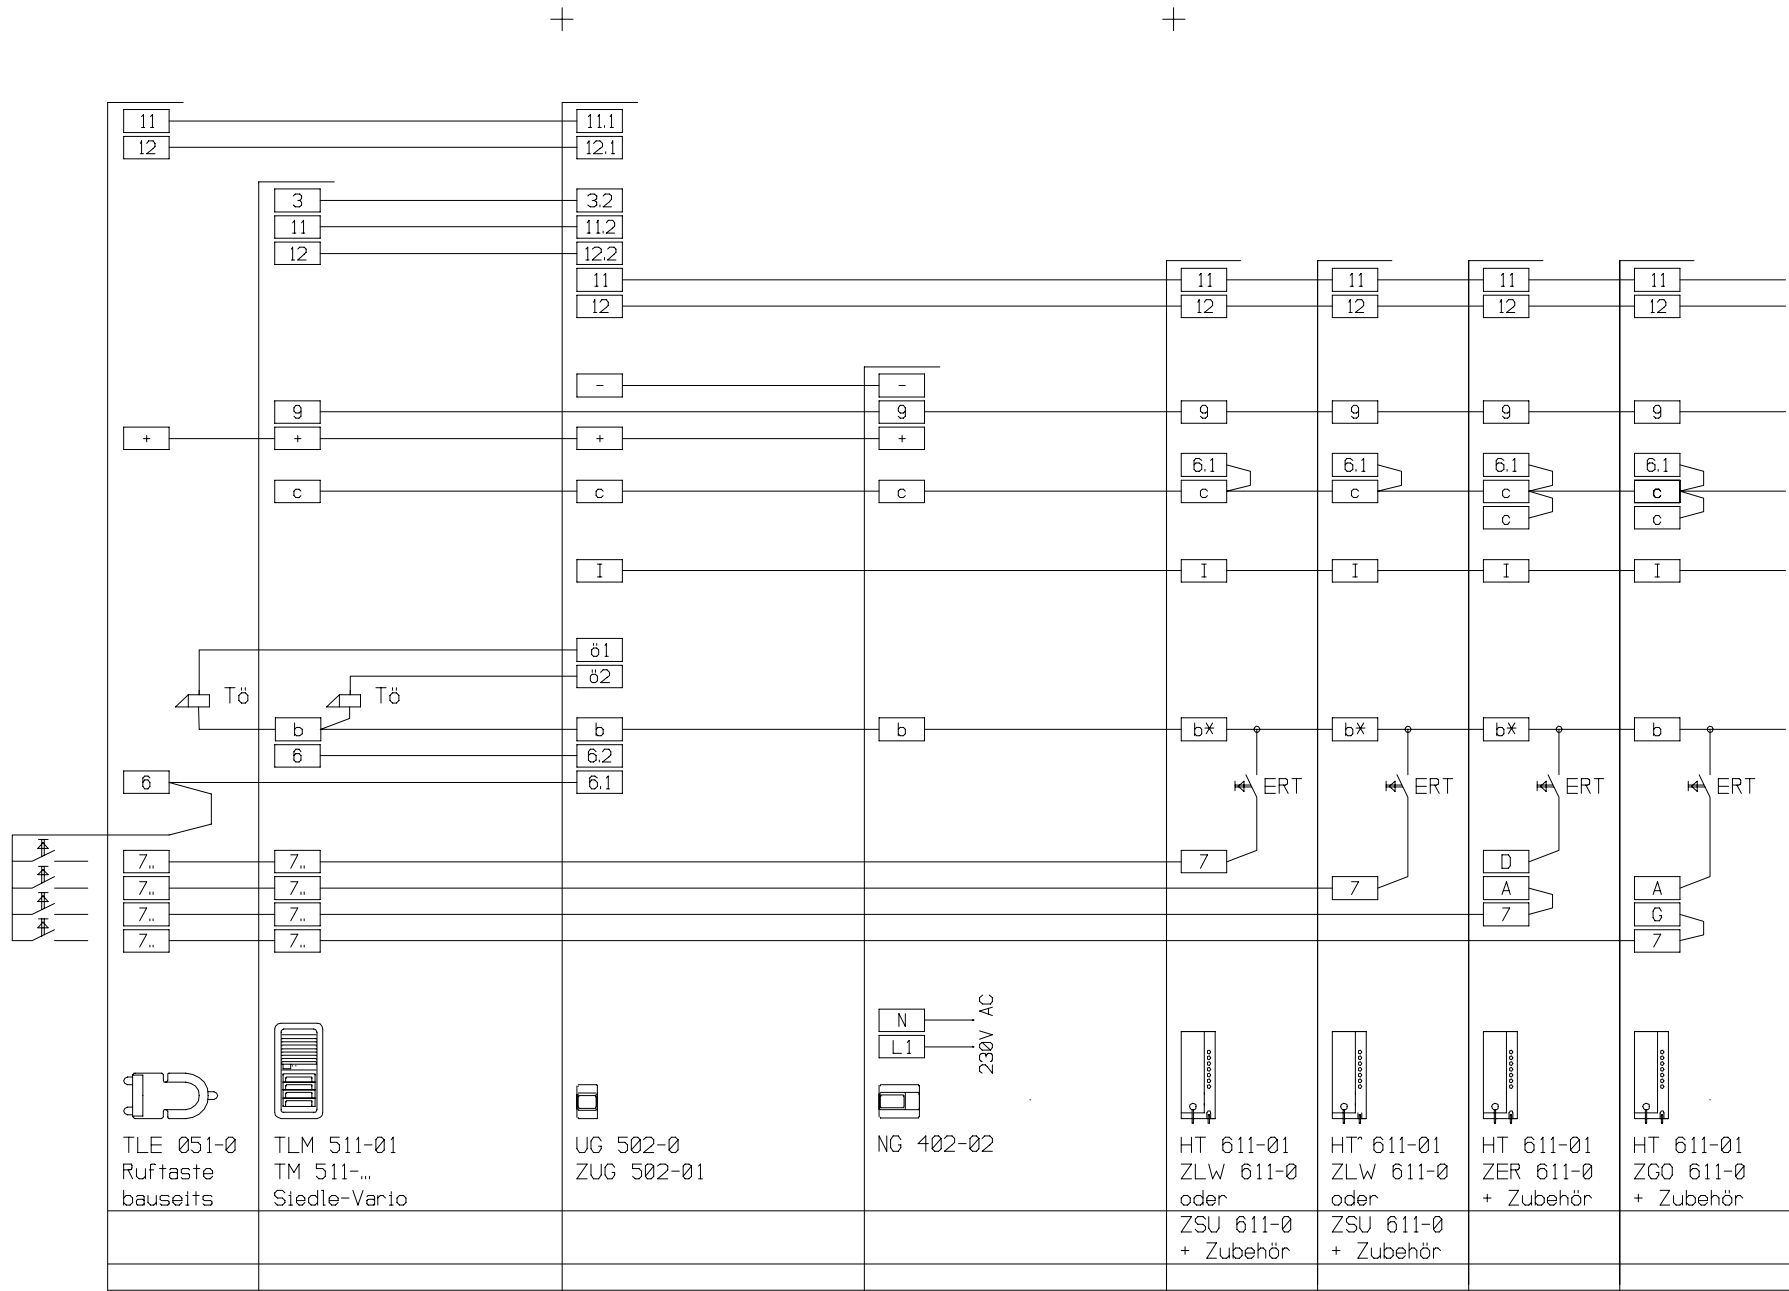 11 11.1
12 12.1
3 3.2
11 11.2
12 12.2
11 11 11 11 11
12 12 12 12 12
- -
9 9 9 9 9 9
+ + + +
6.1 6.1 6.1 6.1
c c c c c c c
c c
I I I I I
ö1
ö2
Tö Tö
b b b b* b* b* b
6 6.2
6 6.1
ERT ERT ERT ERT
7.. 7.. 7 D
7.. 7.. 7 A A
7.. 7.. 7 G
7.. 7.. 7
N
L1
230V AC
TLE 051-0 TLM 511-01 UG 502-0 NG 402-02 HT 611-01 HT 611-01 HT 611-01 HT 611-01
Ruftaste TM 511-... ZUG 502-01 ZLW 611-0 ZLW 611-0 ZER 611-0 ZGO 611-0
bauseits Siedle-Vario oder oder + Zubehör + Zubehör
ZSU 611-0 ZSU 611-0
+ Zubehör + Zubehör